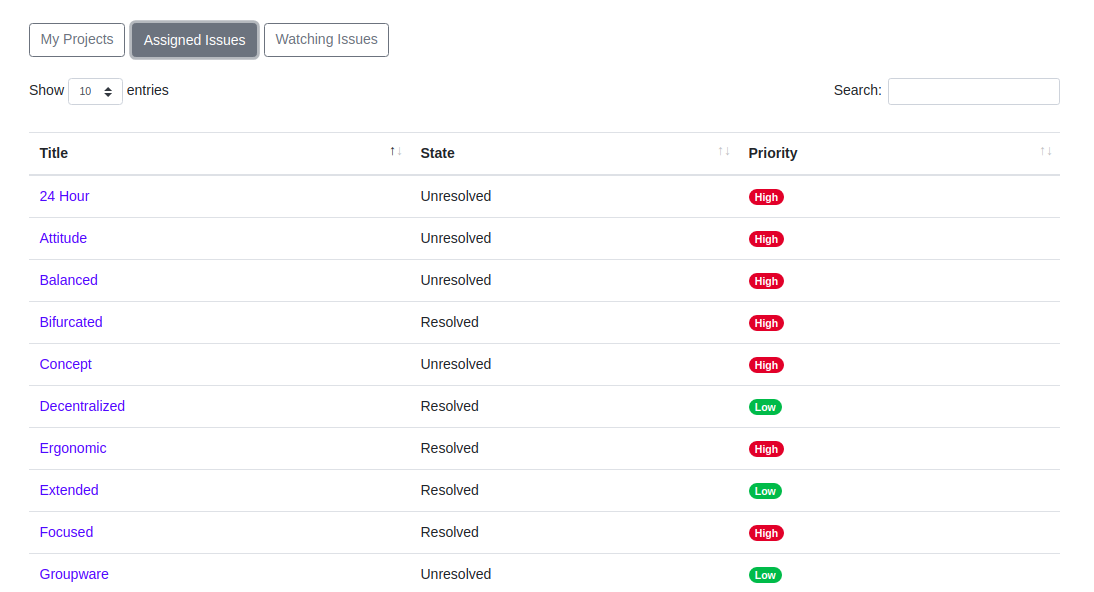 My Projects Assigned Issues Watching Issues
Show 10 entries Search:
Title ↑↓ State ↑↓ Priority ↑↓
24 Hour Unresolved High
Attitude Unresolved High
Balanced Unresolved High
Bifurcated Resolved High
Concept Unresolved High
Decentralized Resolved Low
Ergonomic Resolved High
Extended Resolved Low
Focused Resolved High
Groupware Unresolved Low